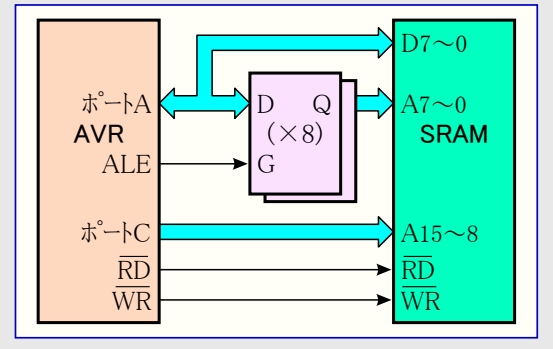 D7～0
ポートA
D
Q
A7～0
AVR
(×8)
SRAM
ALE
G
ポートC
A15～8
RD
RD
WR
WR